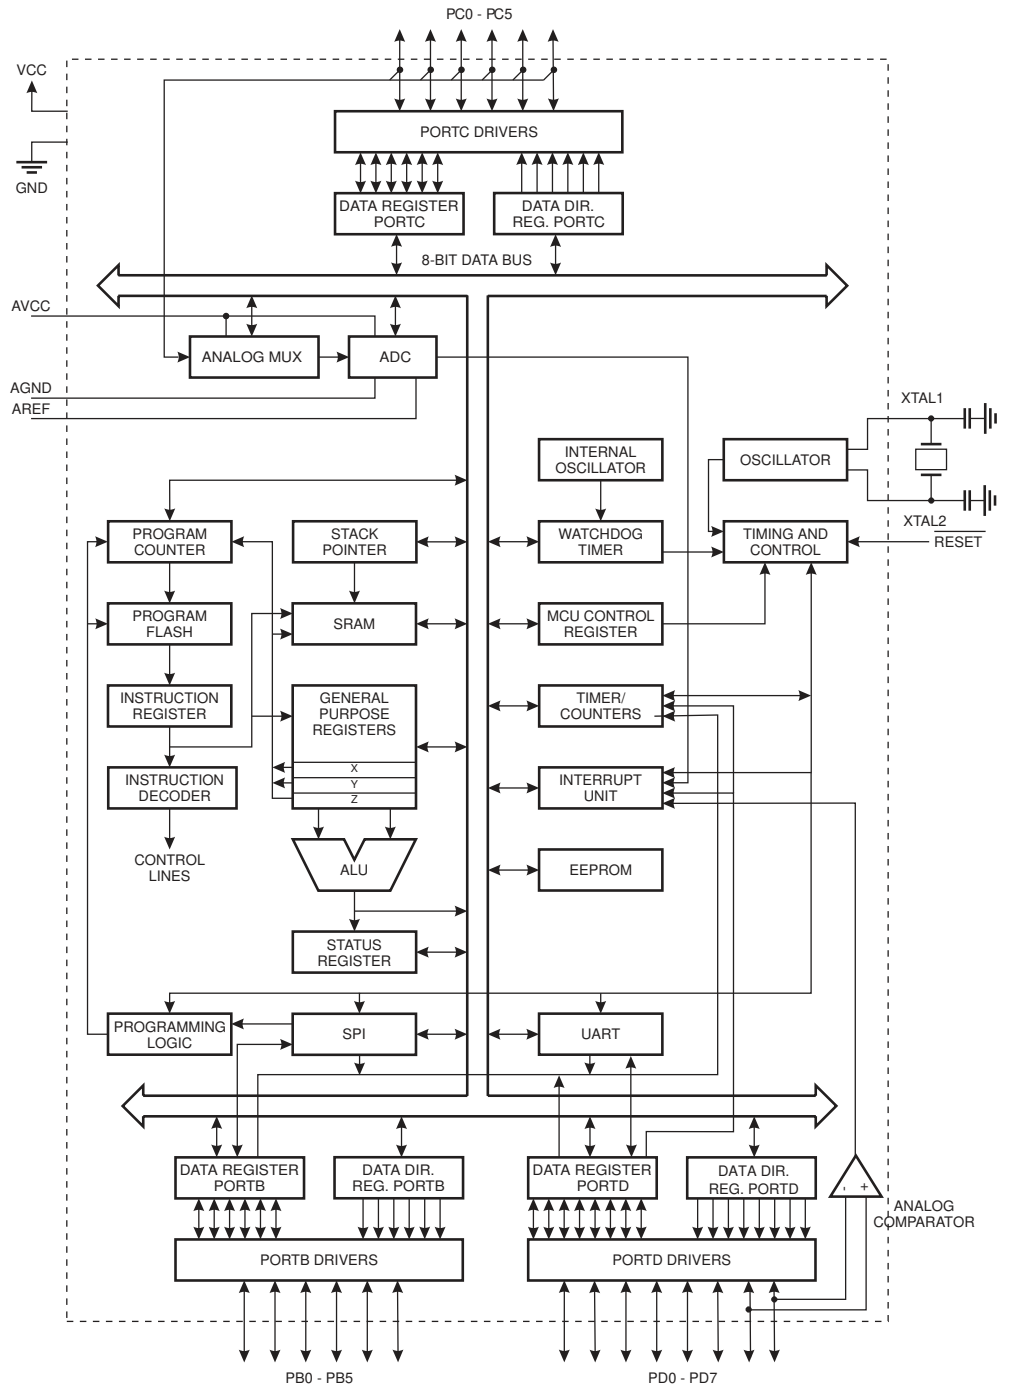 PC0 - PC5
VCC
PORTC DRIVERS
GND
DATA REGISTER
PORTC
DATA DIR.
REG. PORTC
8-BIT DATA BUS
AVCC
ANALOG MUX
ADC
AGND
AREF
XTAL1
INTERNAL
OSCILLATOR
OSCILLATOR
XTAL2
RESET
PROGRAM
COUNTER
STACK
POINTER
WATCHDOG
TIMER
TIMING AND
CONTROL
PROGRAM
FLASH
SRAM
MCU CONTROL
REGISTER
INSTRUCTION
REGISTER
GENERAL
PURPOSE
REGISTERS
X
Y
Z
TIMER/
COUNTERS
INSTRUCTION
DECODER
INTERRUPT
UNIT
CONTROL
LINES
ALU
EEPROM
STATUS
REGISTER
PROGRAMMING
LOGIC
SPI
UART
DATA REGISTER
PORTB
DATA DIR.
REG. PORTB
DATA REGISTER
PORTD
DATA DIR.
REG. PORTD
- +
ANALOG
COMPARATOR
PORTB DRIVERS
PORTD DRIVERS
PB0 - PB5
PD0 - PD7